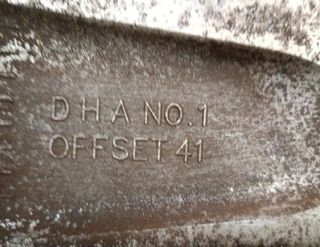 D H A NO. 1
OFFSET 41